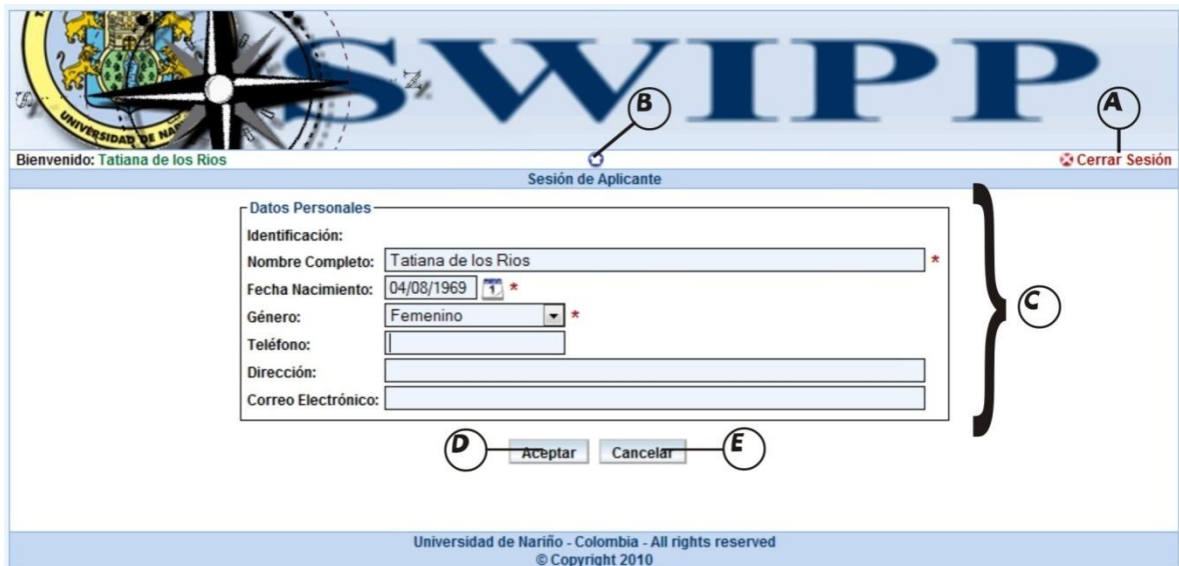 SWIPP
UNIVERSIDAD DE NAR
N
B
A
Bienvenido: Tatiana de los Rios
Cerrar Sesión
Sesión de Aplicante
Datos Personales
Identificación:
Nombre Completo: Tatiana de los Rios *
Fecha Nacimiento: 04/08/1969 1 *
Género: Femenino *
Teléfono:
Dirección:
Correo Electrónico:
C
D Aceptar Cancelar E
Universidad de Nariño - Colombia - All rights reserved
© Copyright 2010